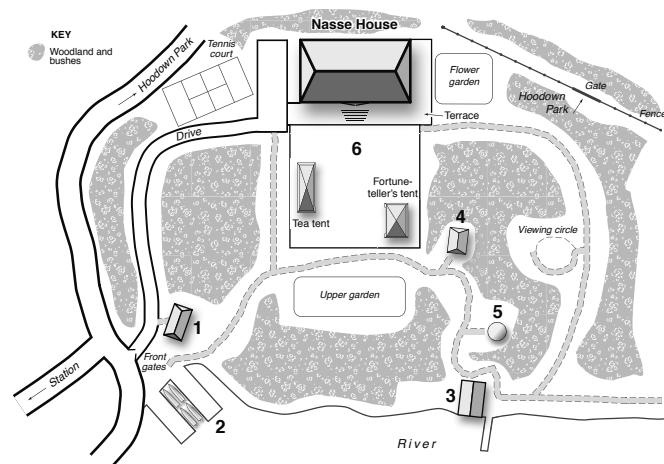 Nasse House
KEY
Woodland and
bushes
Hoodown Park
Tennis
court
Flower
garden
Gate
Hoodown
Park
Fence
Terrace
Drive
6
Fortune-
teller's tent
Tea tent
4
Viewing circle
Upper garden
5
1
Front
gates
Station
3
2
River